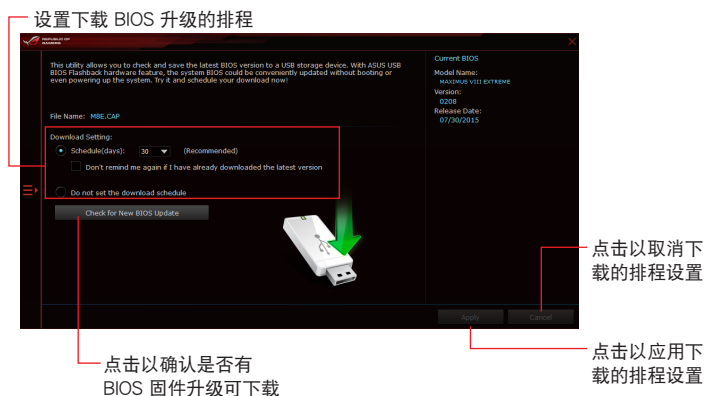 设置下载 BIOS 升级的排程
REPUBLIC OF
GAMERS
This utility allows you to check and save the latest BIOS version to a USB storage device. With ASUS USB
BIOS Flashback hardware feature, the system BIOS could be conveniently updated without booting or
even powering up the system. Try it and schedule your download now!
File Name: M8E.CAP
Download Setting:
Schedule(days): 30 (Recommended)
Don't remind me again if I have already downloaded the latest version
Do not set the download schedule
Check for New BIOS Update
Current BIOS
Model Name:
MAXIMUS VIII EXTREME
Version:
0208
Release Date:
07/30/2015
Apply
Cancel
点击以取消下
载的排程设置
点击以应用下
载的排程设置
点击以确认是否有
BIOS 固件升级可下载